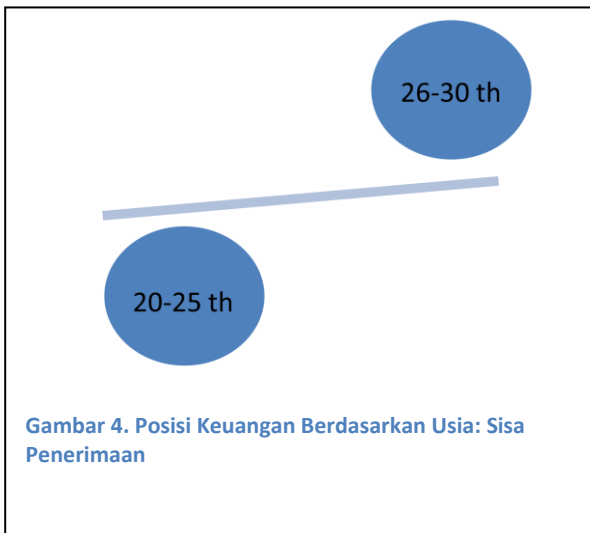 26-30 th
20-25 th
Gambar 4. Posisi Keuangan Berdasarkan Usia: Sisa
Penerimaan